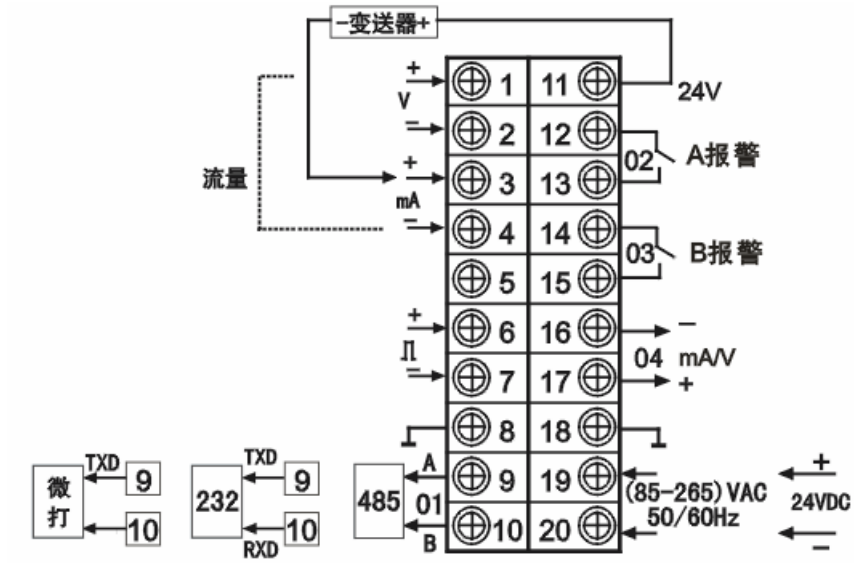 -变送器+
+ 1 11 24V
V
- 2 12
02 A报警
+ 3 13
流量
mA
- 4 14
03 B报警
5 15
+ 6 16 -
04 mA/V
- 7 17 +
8 18
微打 TXD 9 10
232 TXD 9 RXD 10
485 A 01 B
9 19
10 20
(85-265)VAC
50/60Hz
+
24VDC
-